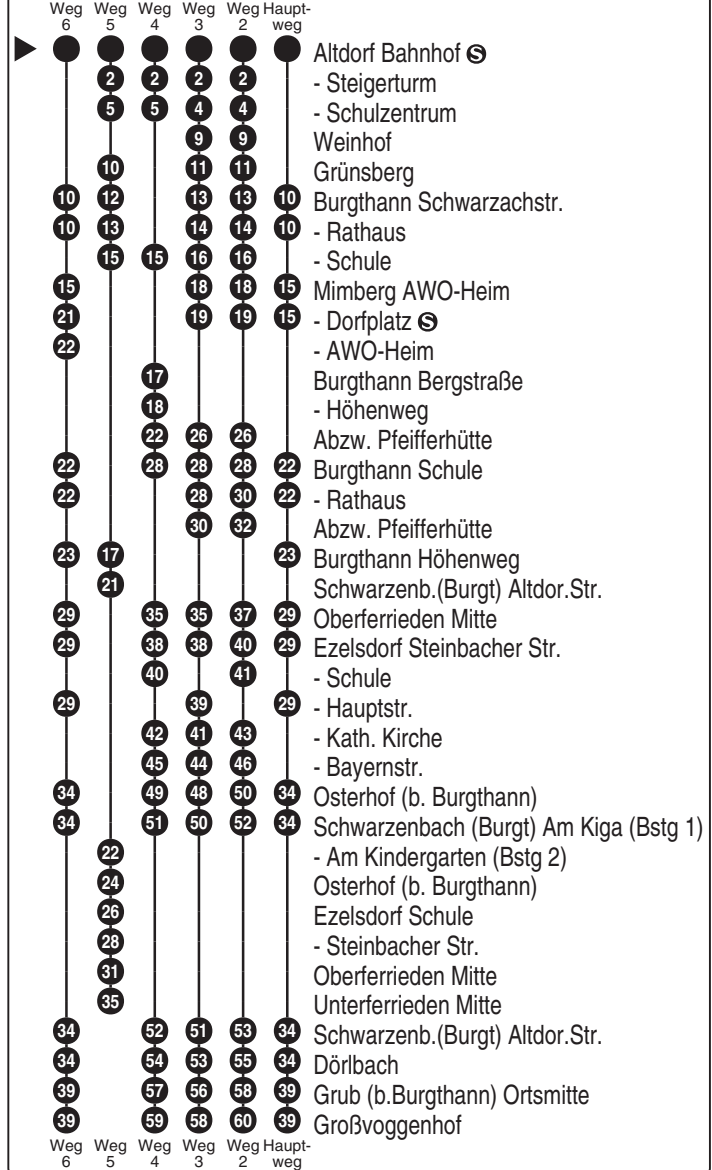 Weg Weg Weg Weg Weg Haupt-
6 5 4 3 2 weg
Altdorf Bahnhof S
2 2 2 2 - Steigerturm
5 5 4 4 - Schulzentrum
9 9 Weinhof
10 11 11 Grünsberg
10 12 13 13 10 Burgthann Schwarzachstr.
10 13 14 14 10 - Rathaus
15 15 16 16 - Schule
15 18 18 15 Mimberg AWO-Heim
21 19 19 15 - Dorfplatz S
22 - AWO-Heim
17 Burgthann Bergstraße
18 - Höhenweg
22 26 26 Abzw. Pfeifferhütte
22 28 28 28 22 Burgthann Schule
22 28 30 22 - Rathaus
30 32 Abzw. Pfeifferhütte
23 17 23 Burgthann Höhenweg
21 Schwarzenb.(Burgt) Altdor.Str.
29 35 35 37 29 Oberferrieden Mitte
29 38 38 40 29 Ezelsdorf Steinbacher Str.
40 41 - Schule
29 39 29 - Hauptstr.
42 41 43 - Kath. Kirche
45 44 46 - Bayernstr.
34 49 48 50 34 Osterhof (b. Burgthann)
34 51 50 52 34 Schwarzenbach (Burgt) Am Kiga (Bstg 1)
22 - Am Kindergarten (Bstg 2)
24 Osterhof (b. Burgthann)
26 Ezelsdorf Schule
28 - Steinbacher Str.
31 Oberferrieden Mitte
35 Unterferrieden Mitte
34 52 51 53 34 Schwarzenb.(Burgt) Altdor.Str.
34 54 53 55 34 Dörlbach
39 57 56 58 39 Grub (b.Burgthann) Ortsmitte
39 59 58 60 39 Großvoggenhof
Weg Weg Weg Weg Weg Haupt-
6 5 4 3 2 weg